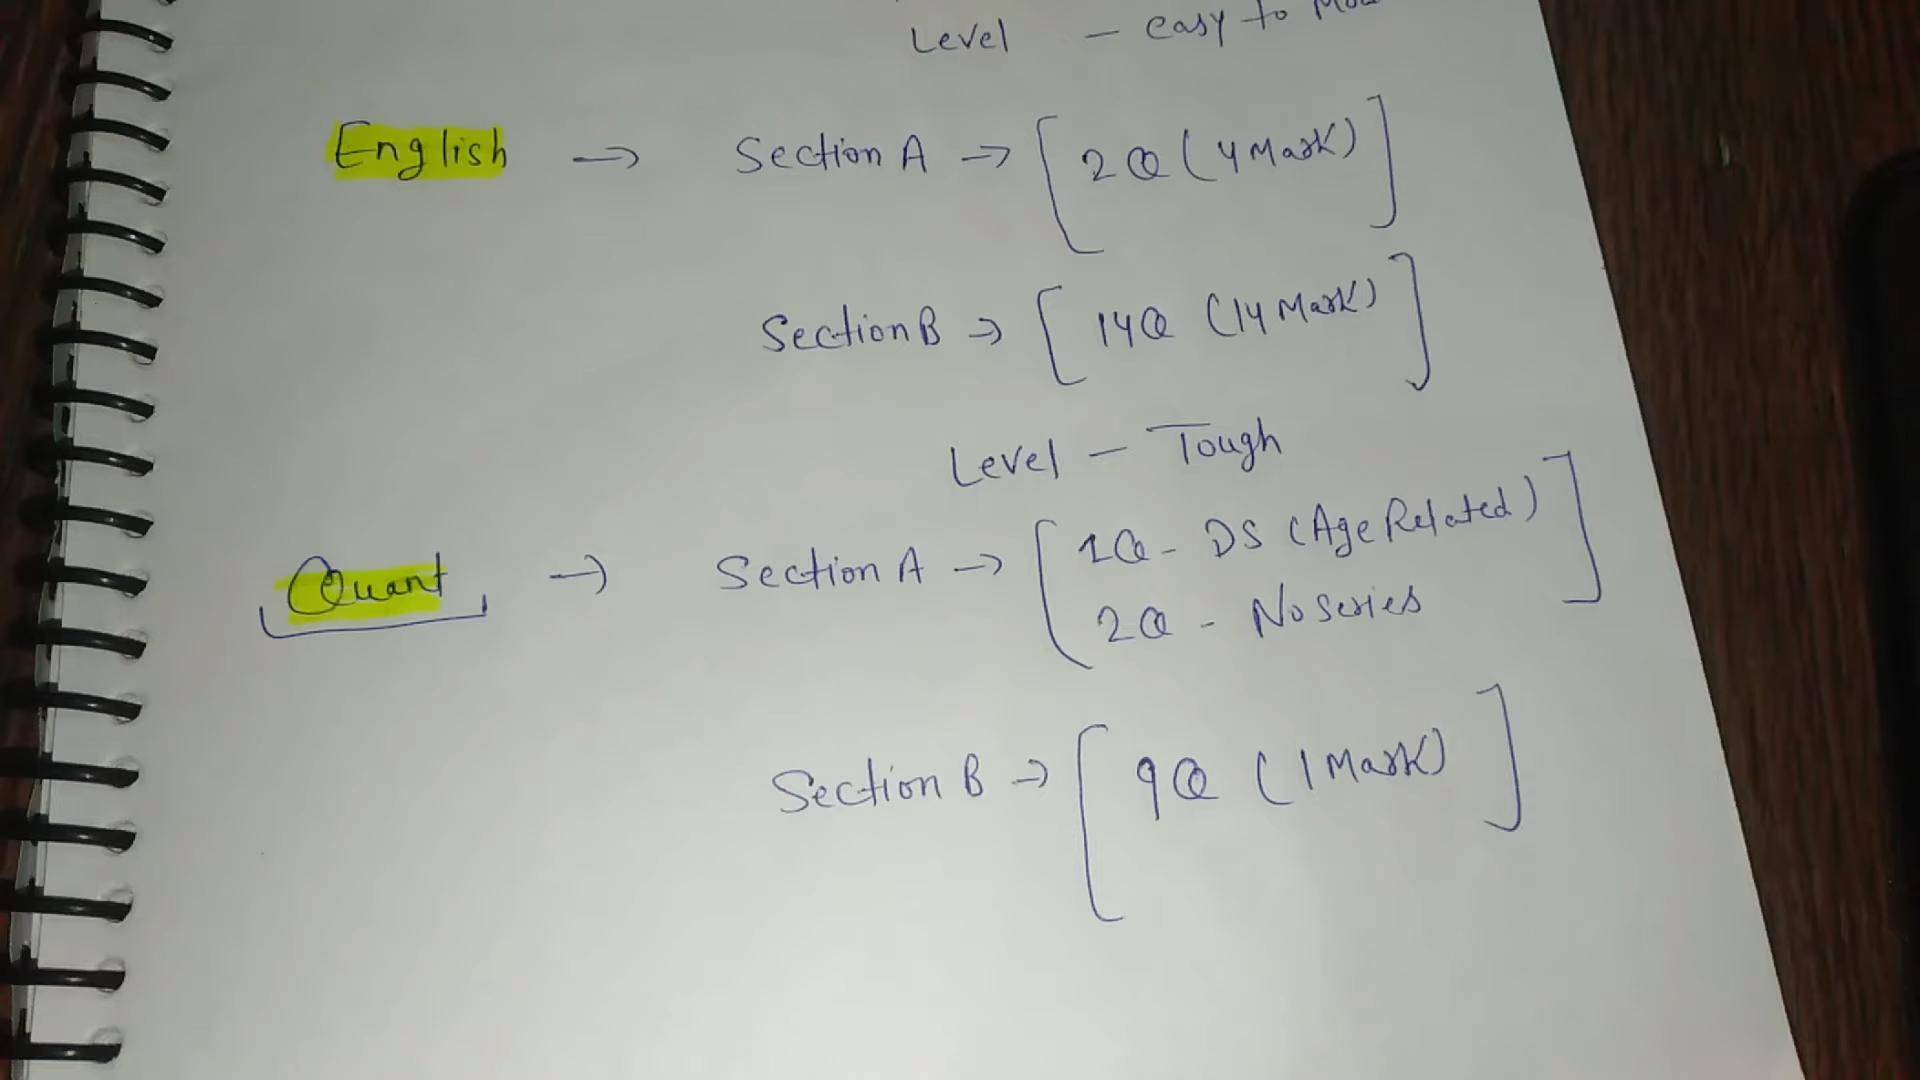 Level - easy to
English → Section A → [2Q (4 Mark)]
Section B → [14Q (14 Mark)]
Level - Tough
Quant → Section A → [1Q - DS (Age Related)
2Q - No series]
Section B → [9Q (1 Mark)]